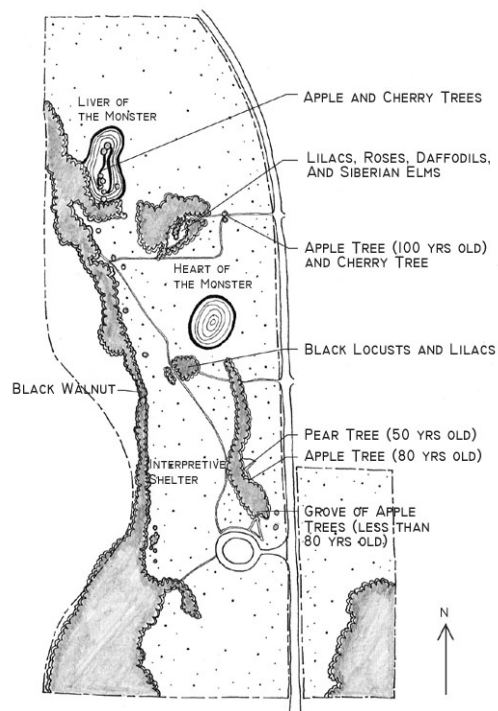 Apple and Cherry Trees
Liver of
the Monster
Lilacs, Roses, Daffodils,
And Siberian Elms
Apple Tree (100 yrs old)
and Cherry Tree
Heart of
the Monster
Black Locusts and Lilacs
Black Walnut
Pear Tree (50 yrs old)
Apple Tree (80 yrs old)
Interpretive
Shelter
Grove of Apple
Trees (less than
80 yrs old)
N